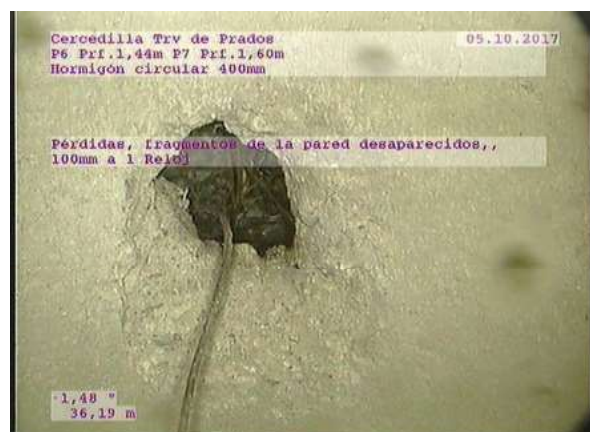 Cercedilla Trv de Prados 05.10.2017
P6 Prf.1,44m P7 Prf.1,60m
Hormigón circular 400mm
Pérdidas, fragmentos de la pared desaparecidos,,
100mm a 1 Reloj
-1,48 "
36,19 m